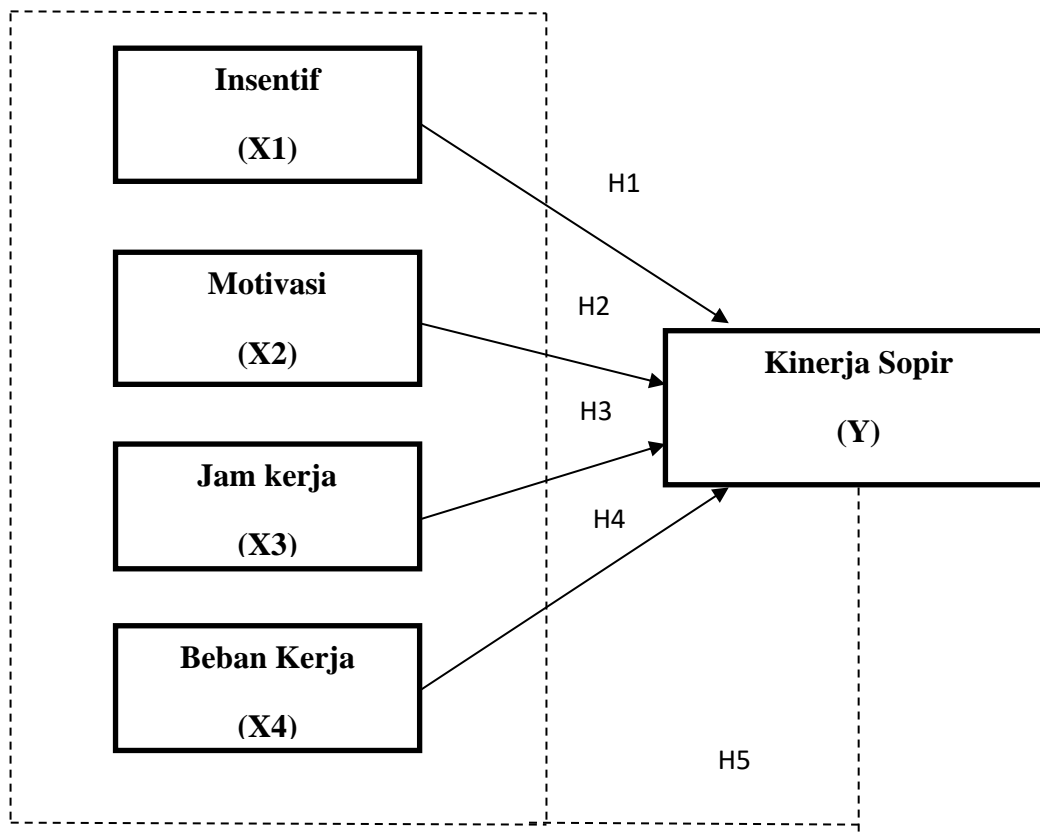 Insentif
(X1)
H1
Motivasi
(X2)
H2
Kinerja Sopir
(Y)
H3
Jam kerja
(X3)
H4
Beban Kerja
(X4)
H5